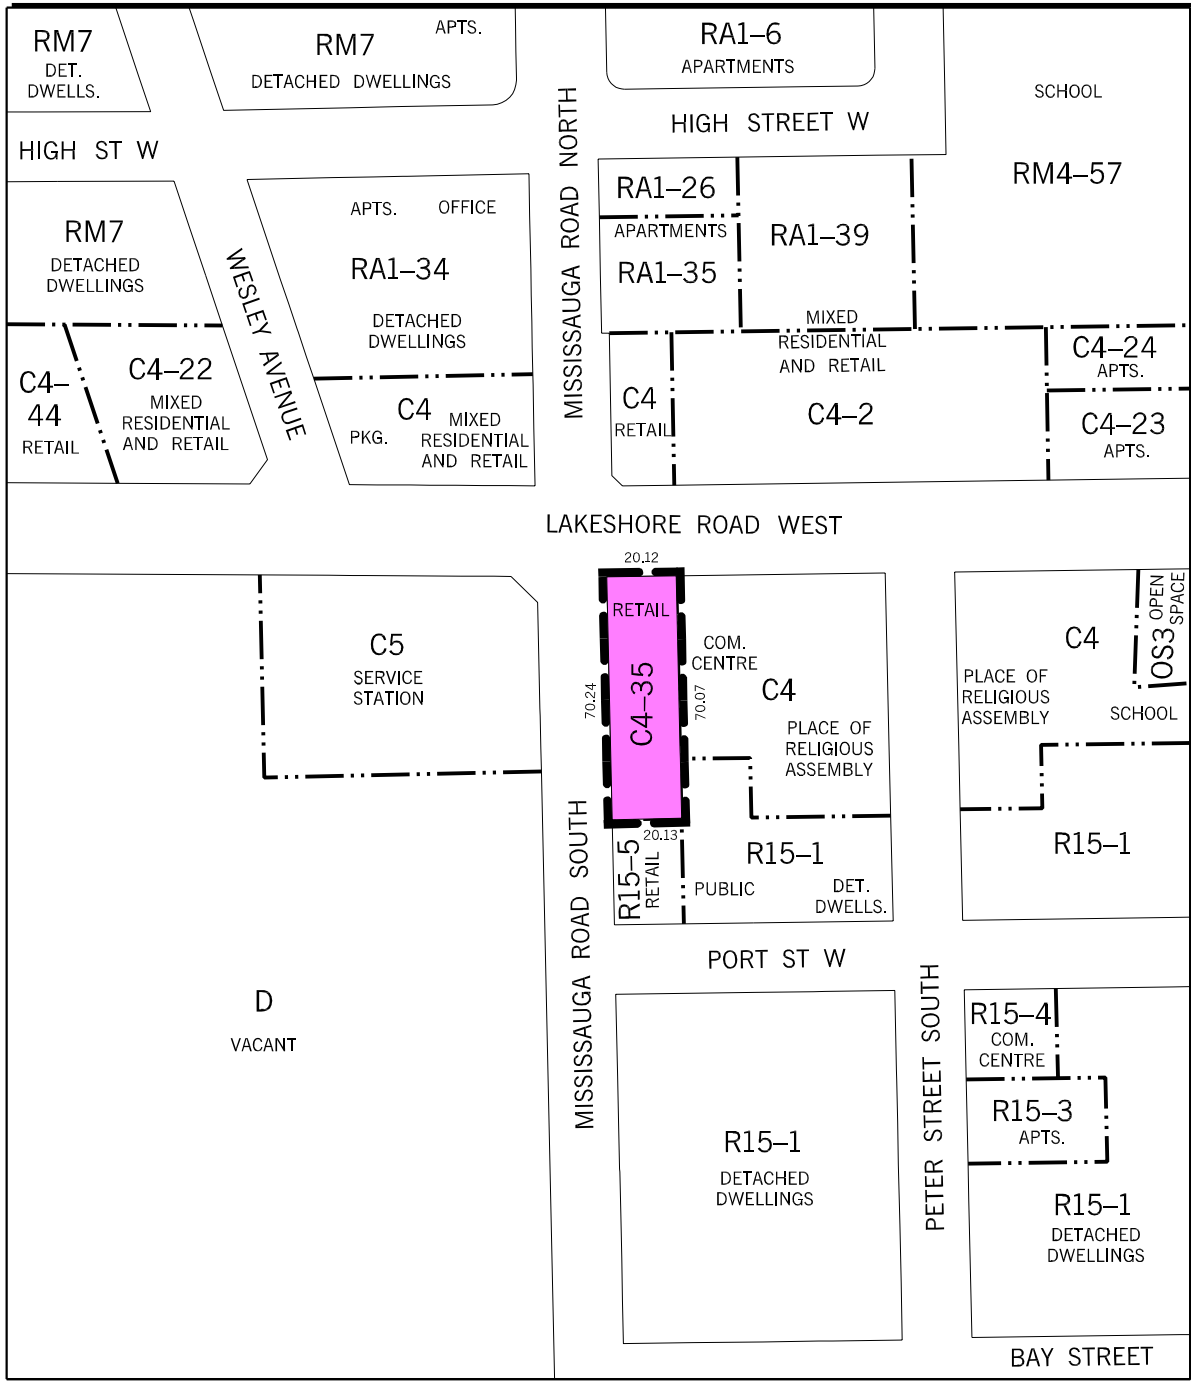 RM7
DET.
DWELLS.
RM7
APTS.
DETACHED DWELLINGS
RA1–6
APARTMENTS
SCHOOL
RM4–57
HIGH ST W
HIGH STREET W
MISSISSAUGA ROAD NORTH
RM7
DETACHED
DWELLINGS
WESLEY AVENUE
APTS.
OFFICE
RA1–34
DETACHED
DWELLINGS
RA1–26
APARTMENTS
RA1–35
RA1–39
C4–
44
RETAIL
C4–22
MIXED
RESIDENTIAL
AND RETAIL
C4
PKG.
MIXED
RESIDENTIAL
AND RETAIL
C4
RETAIL
MIXED
RESIDENTIAL
AND RETAIL
C4–2
C4–24
APTS.
C4–23
APTS.
LAKESHORE ROAD WEST
20.12
RETAIL
C4–35
70.24
70.07
20.13
C5
SERVICE
STATION
COM.
CENTRE
C4
PLACE OF
RELIGIOUS
ASSEMBLY
C4
PLACE OF
RELIGIOUS
ASSEMBLY
OS3
OPEN
SPACE
SCHOOL
R15–5
RETAIL
R15–1
PUBLIC
DET.
DWELLS.
R15–1
MISSISSAUGA ROAD SOUTH
PORT ST W
D
VACANT
PETER STREET SOUTH
R15–4
COM.
CENTRE
R15–3
APTS.
R15–1
DETACHED
DWELLINGS
R15–1
DETACHED
DWELLINGS
BAY STREET